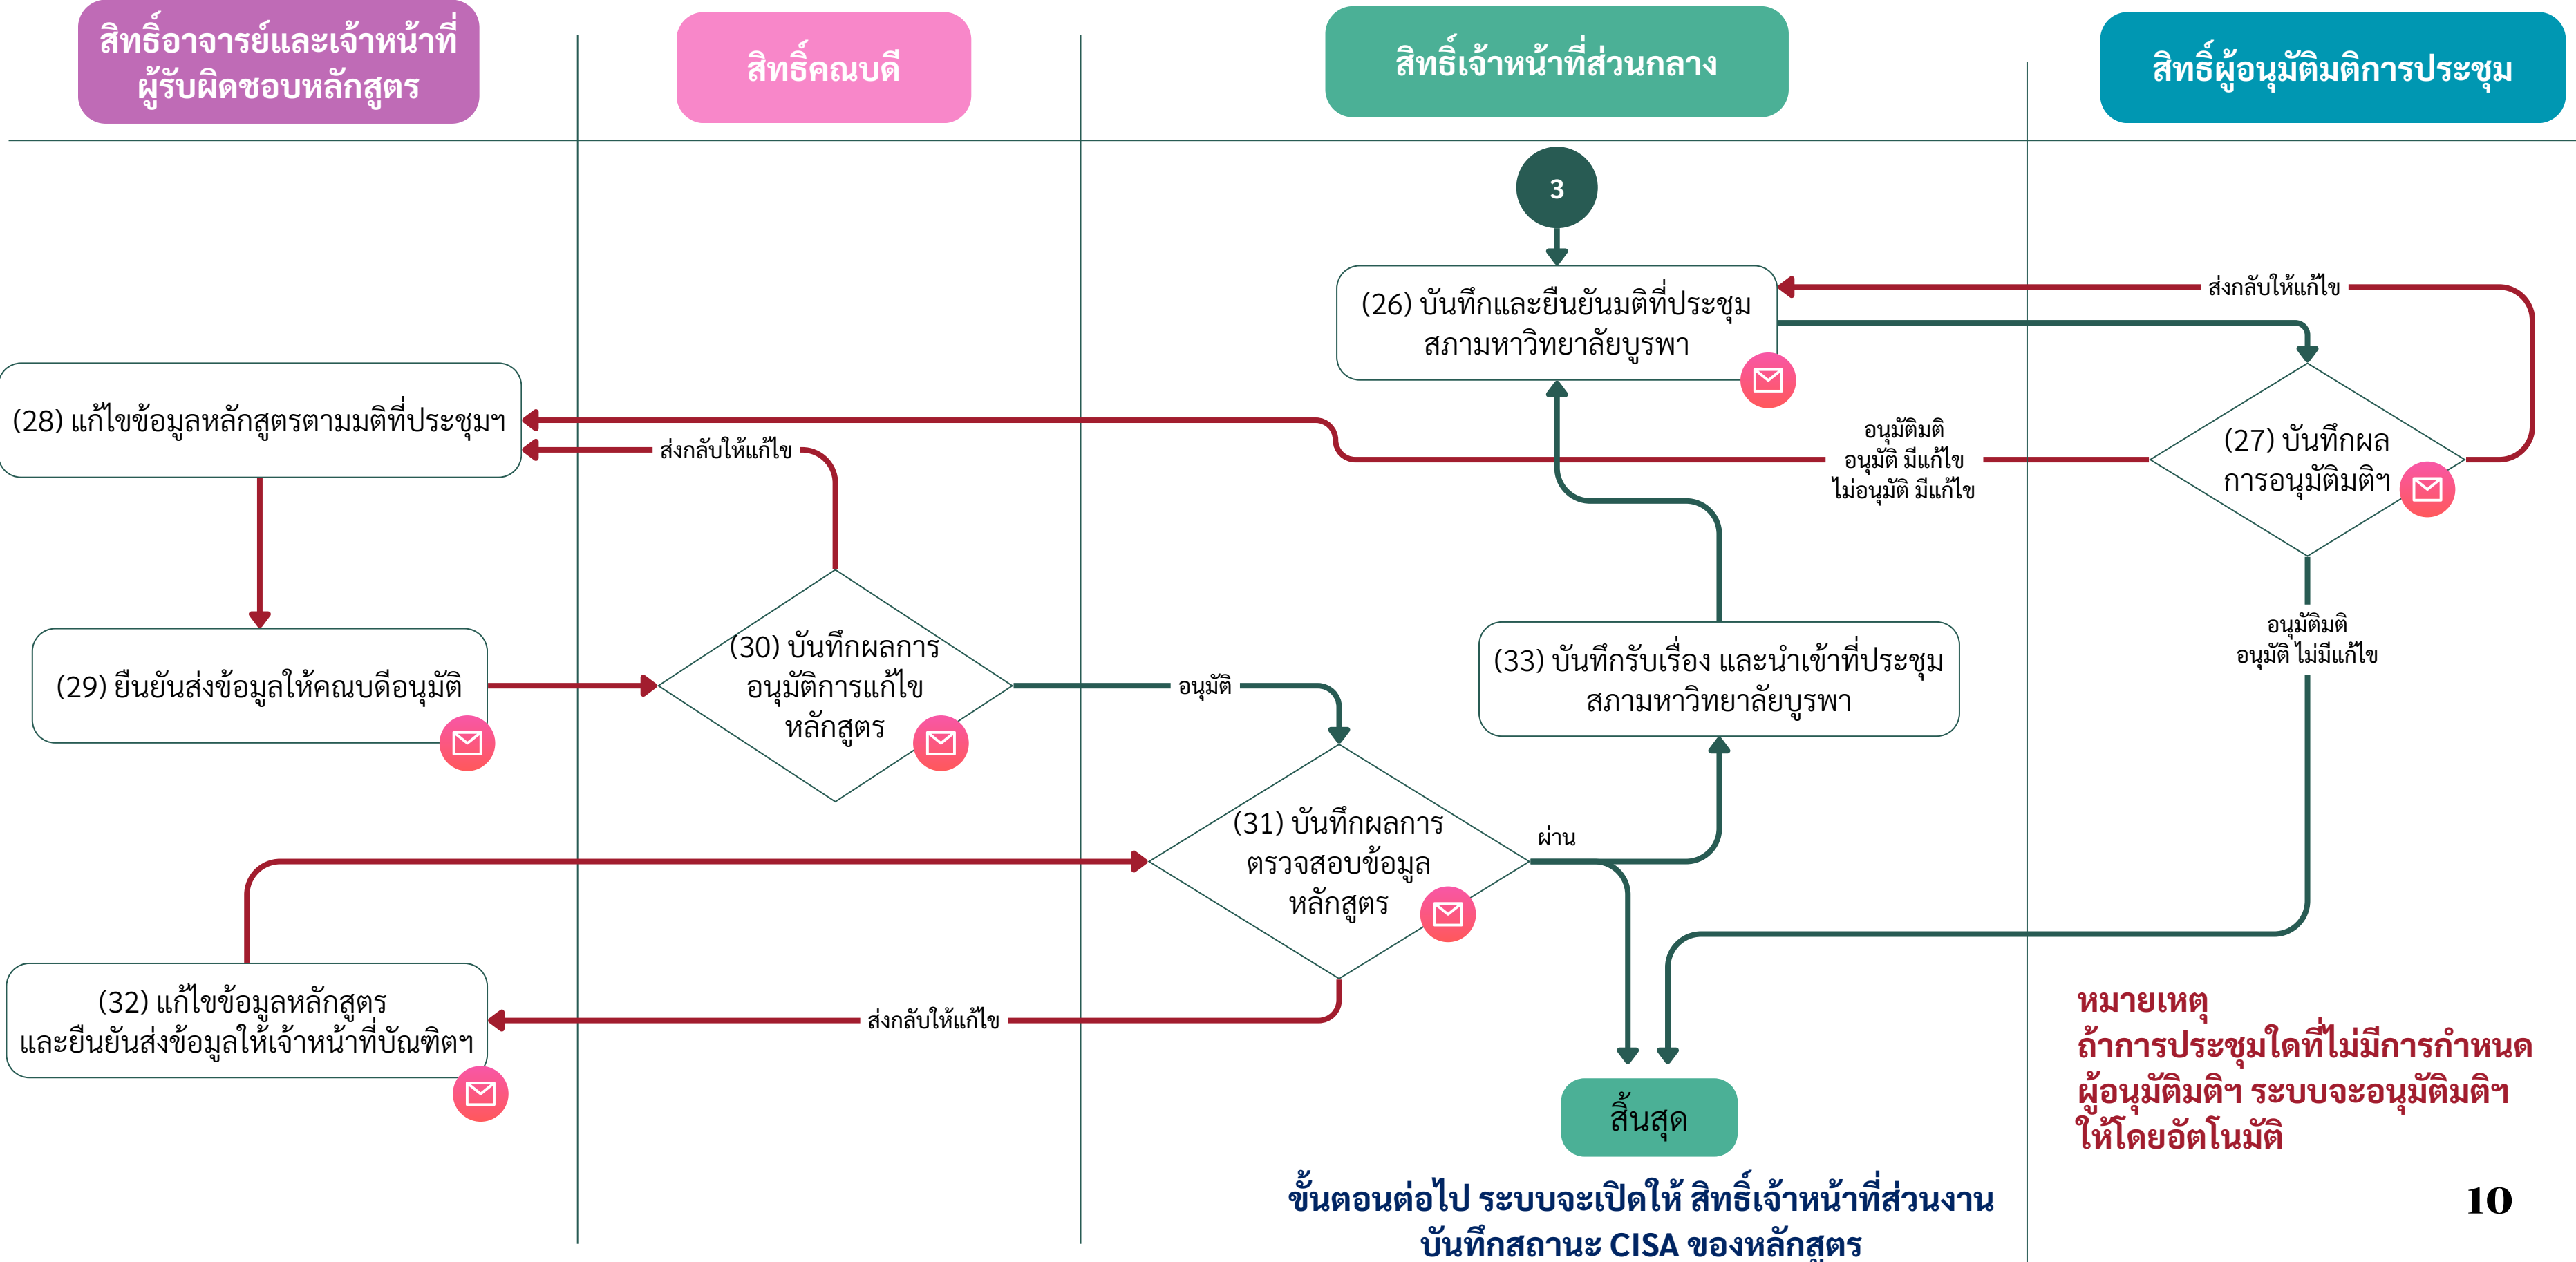 สิทธิ์อาจารย์และเจ้าหน้าที่
ผู้รับผิดชอบหลักสูตร
สิทธิ์คณบดี
สิทธิ์เจ้าหน้าที่ส่วนกลาง
สิทธิ์ผู้อนุมัติมติการประชุม
3
(26) บันทึกและยืนยันมติที่ประชุม
สภามหาวิทยาลัยบูรพา
ส่งกลับให้แก้ไข
(27) บันทึกผล
การอนุมัติมติฯ
อนุมัติมติ
อนุมัติ มีแก้ไข
ไม่อนุมัติ มีแก้ไข
(28) แก้ไขข้อมูลหลักสูตรตามมติที่ประชุมฯ
ส่งกลับให้แก้ไข
(29) ยืนยันส่งข้อมูลให้คณบดีอนุมัติ
(30) บันทึกผลการ
อนุมัติการแก้ไข
หลักสูตร
อนุมัติ
(33) บันทึกรับเรื่อง และนำเข้าที่ประชุม
สภามหาวิทยาลัยบูรพา
อนุมัติมติ
อนุมัติ ไม่มีแก้ไข
(31) บันทึกผลการ
ตรวจสอบข้อมูล
หลักสูตร
ผ่าน
(32) แก้ไขข้อมูลหลักสูตร
และยืนยันส่งข้อมูลให้เจ้าหน้าที่บัณฑิตฯ
ส่งกลับให้แก้ไข
สิ้นสุด
หมายเหตุ
ถ้าการประชุมใดที่ไม่มีการกำหนด
ผู้อนุมัติมติฯ ระบบจะอนุมัติมติฯ
ให้โดยอัตโนมัติ
ขั้นตอนต่อไป ระบบจะเปิดให้ สิทธิ์เจ้าหน้าที่ส่วนงาน
บันทึกสถานะ CISA ของหลักสูตร
10